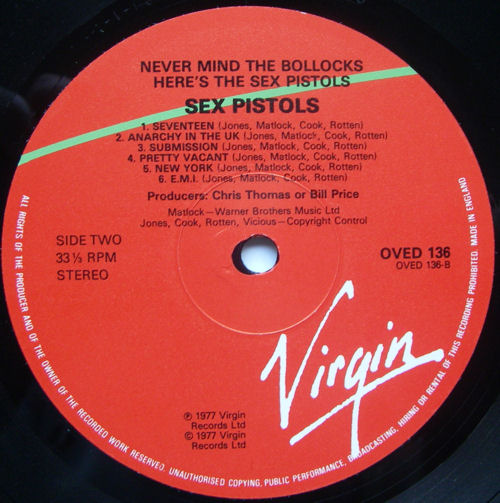 NEVER MIND THE BOLLOCKS
HERE'S THE SEX PISTOLS
SEX PISTOLS
1. SEVENTEEN (Jones, Matlock, Cook, Rotten)
2. ANARCHY IN THE UK (Jones, Matlock, Cook, Rotten)
3. SUBMISSION (Jones, Matlock, Cook, Rotten)
4. PRETTY VACANT (Jones, Matlock, Cook, Rotten)
5. NEW YORK (Jones, Matlock, Cook, Rotten)
6. E.M.I. (Jones, Matlock, Cook, Rotten)
Producers: Chris Thomas or Bill Price
Matlock—Warner Brothers Music Ltd
Jones, Cook, Rotten, Vicious—Copyright Control
SIDE TWO
33⅓ RPM
STEREO
OVED 136
OVED 136-B
Virgin
℗ 1977 Virgin
Records Ltd
© 1977 Virgin
Records Ltd
ALL RIGHTS OF THE PRODUCER AND OF THE OWNER OF THE RECORDED WORK RESERVED. UNAUTHORISED COPYING, PUBLIC PERFORMANCE, BROADCASTING, HIRING OR RENTAL OF THIS RECORDING PROHIBITED. MADE IN ENGLAND